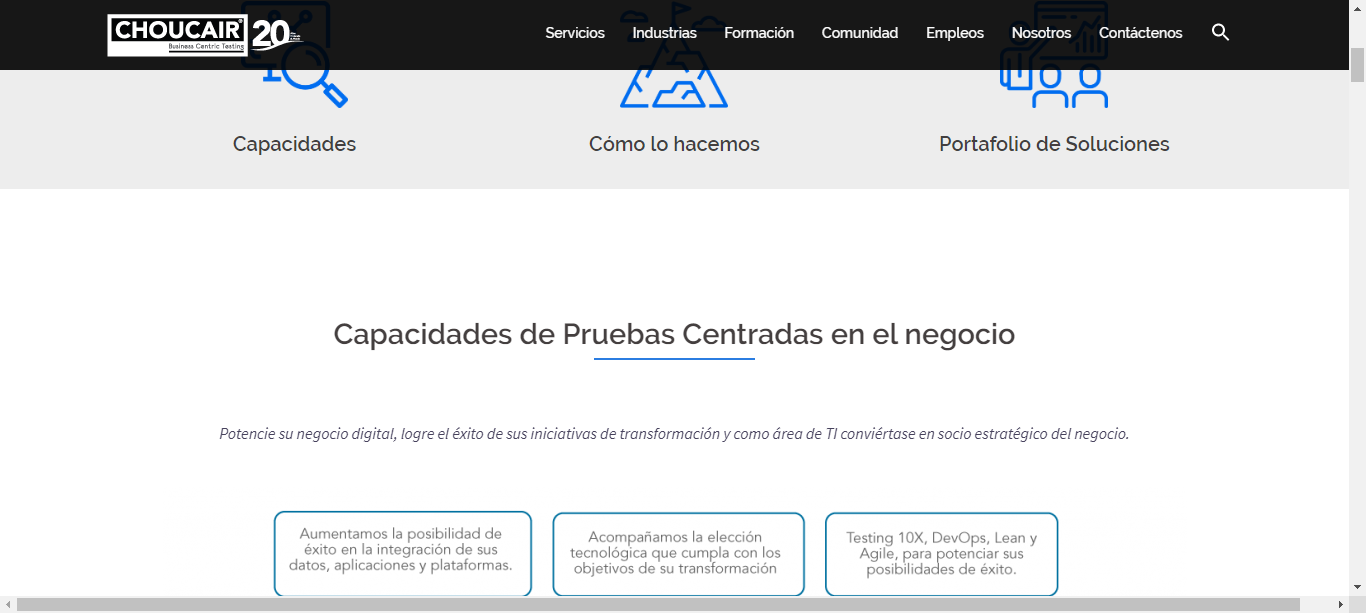 CHOUCAIR
Business Centric Testing
20
Servicios Industrias Formación Comunidad Empleos Nosotros Contáctenos
Capacidades Cómo lo hacemos Portafolio de Soluciones
Capacidades de Pruebas Centradas en el negocio
Potencie su negocio digital, logre el éxito de sus iniciativas de transformación y como área de TI conviértase en socio estratégico del negocio.
Aumentamos la posibilidad de
éxito en la integración de sus
datos, aplicaciones y plataformas.
Acompañamos la elección
tecnológica que cumpla con los
objetivos de su transformación
Testing 10X, DevOps, Lean y
Agile, para potenciar sus
posibilidades de éxito.